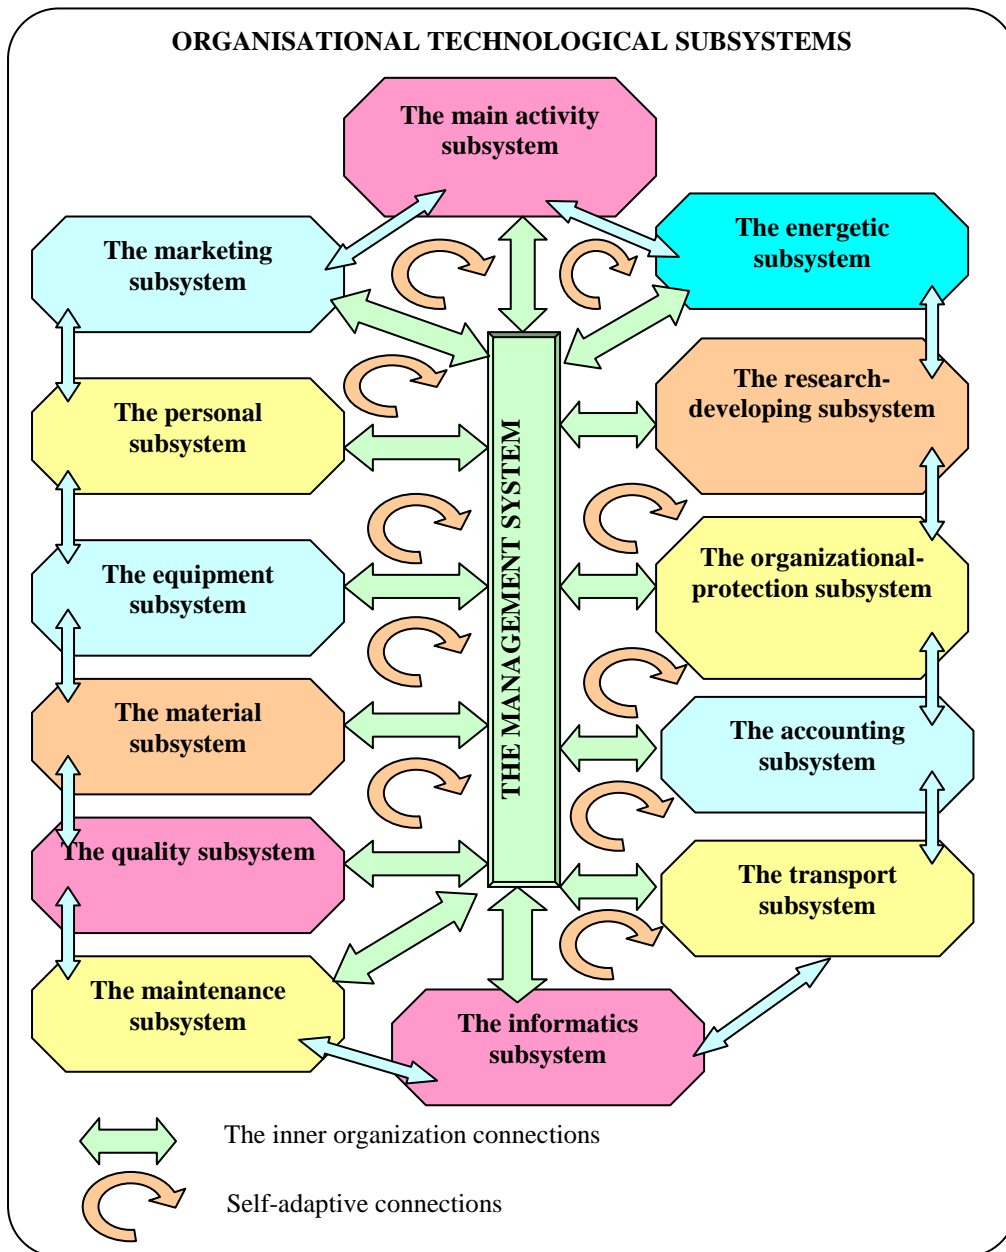 ORGANISATIONAL TECHNOLOGICAL SUBSYSTEMS
The main activity
subsystem
The marketing
subsystem
The energetic
subsystem
The personal
subsystem
The research-
developing subsystem
The equipment
subsystem
The organizational-
protection subsystem
THE MANAGEMENT SYSTEM
The material
subsystem
The accounting
subsystem
The quality subsystem
The transport
subsystem
The maintenance
subsystem
The informatics
subsystem
The inner organization connections
Self-adaptive connections